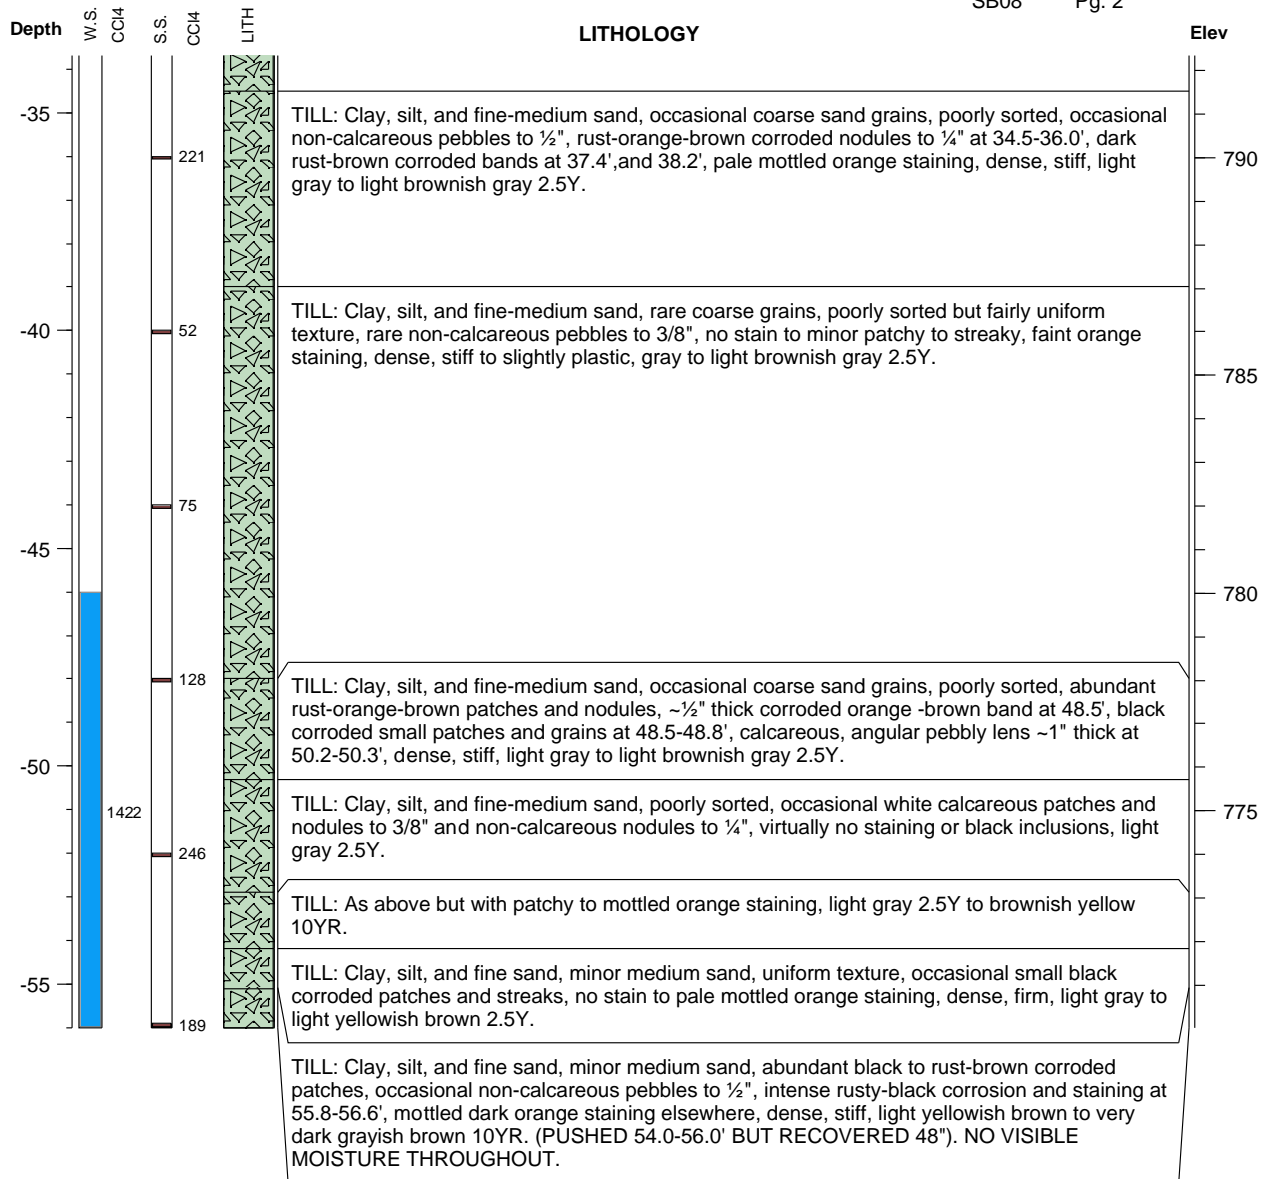 SB08 Pg. 2
Depth W.S. CCl4 S.S. CCl4 LITH LITHOLOGY Elev
-35
-40
-45
-50
-55
1422
221
52
75
128
246
189
TILL: Clay, silt, and fine-medium sand, occasional coarse sand grains, poorly sorted, occasional
non-calcareous pebbles to ½", rust-orange-brown corroded nodules to ¼" at 34.5-36.0', dark
rust-brown corroded bands at 37.4',and 38.2', pale mottled orange staining, dense, stiff, light
gray to light brownish gray 2.5Y.
TILL: Clay, silt, and fine-medium sand, rare coarse grains, poorly sorted but fairly uniform
texture, rare non-calcareous pebbles to 3/8", no stain to minor patchy to streaky, faint orange
staining, dense, stiff to slightly plastic, gray to light brownish gray 2.5Y.
TILL: Clay, silt, and fine-medium sand, occasional coarse sand grains, poorly sorted, abundant
rust-orange-brown patches and nodules, ~½" thick corroded orange -brown band at 48.5', black
corroded small patches and grains at 48.5-48.8', calcareous, angular pebbly lens ~1" thick at
50.2-50.3', dense, stiff, light gray to light brownish gray 2.5Y.
TILL: Clay, silt, and fine-medium sand, poorly sorted, occasional white calcareous patches and
nodules to 3/8" and non-calcareous nodules to ¼", virtually no staining or black inclusions, light
gray 2.5Y.
TILL: As above but with patchy to mottled orange staining, light gray 2.5Y to brownish yellow
10YR.
TILL: Clay, silt, and fine sand, minor medium sand, uniform texture, occasional small black
corroded patches and streaks, no stain to pale mottled orange staining, dense, firm, light gray to
light yellowish brown 2.5Y.
TILL: Clay, silt, and fine sand, minor medium sand, abundant black to rust-brown corroded
patches, occasional non-calcareous pebbles to ½", intense rusty-black corrosion and staining at
55.8-56.6', mottled dark orange staining elsewhere, dense, stiff, light yellowish brown to very
dark grayish brown 10YR. (PUSHED 54.0-56.0' BUT RECOVERED 48"). NO VISIBLE
MOISTURE THROUGHOUT.
790
785
780
775